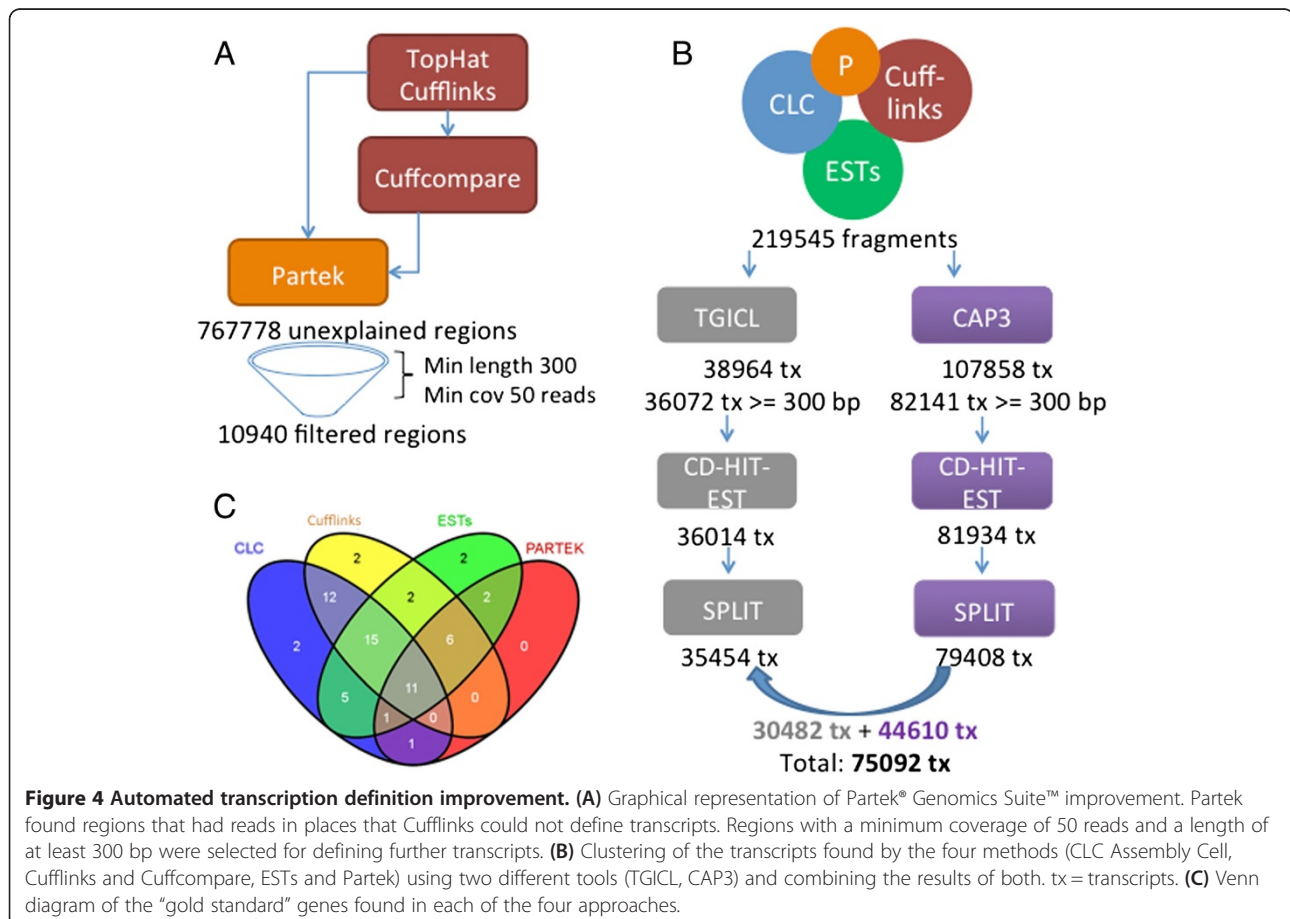 A
TopHat
Cufflinks
Cuffcompare
Partek
767778 unexplained regions
Min length 300
Min cov 50 reads
10940 filtered regions
B
P
CLC
Cuff-
links
ESTs
219545 fragments
TGICL
CAP3
38964 tx
107858 tx
36072 tx >= 300 bp
82141 tx >= 300 bp
CD-HIT-
EST
CD-HIT-
EST
36014 tx
81934 tx
SPLIT
SPLIT
35454 tx
79408 tx
30482 tx + 44610 tx
Total: 75092 tx
C
CLC
Cufflinks
ESTs
PARTEK
2
2
12
2
2
2
15
6
0
5
11
0
1
0
1
Figure 4 Automated transcription definition improvement. (A) Graphical representation of Partek® Genomics Suite™ improvement. Partek
found regions that had reads in places that Cufflinks could not define transcripts. Regions with a minimum coverage of 50 reads and a length of
at least 300 bp were selected for defining further transcripts. (B) Clustering of the transcripts found by the four methods (CLC Assembly Cell,
Cufflinks and Cuffcompare, ESTs and Partek) using two different tools (TGICL, CAP3) and combining the results of both. tx = transcripts. (C) Venn
diagram of the “gold standard” genes found in each of the four approaches.